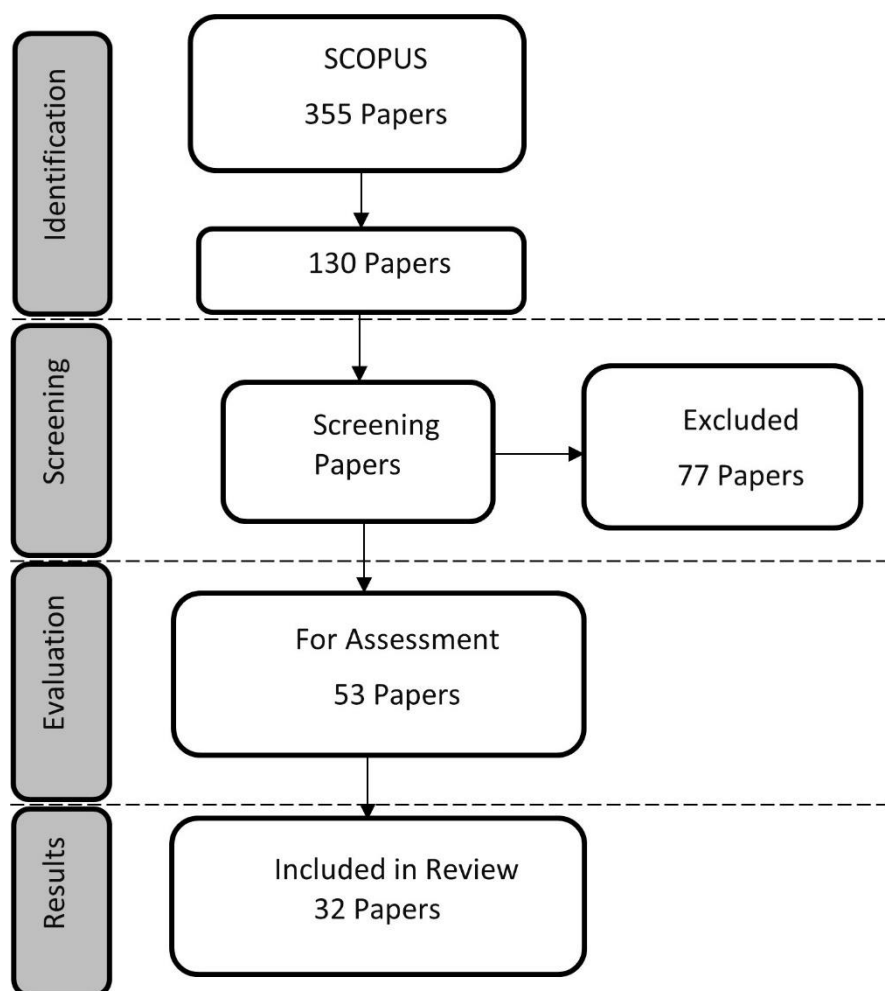 Identification
SCOPUS
355 Papers
130 Papers
Screening
Screening
Papers
Excluded
77 Papers
Evaluation
For Assessment
53 Papers
Results
Included in Review
32 Papers